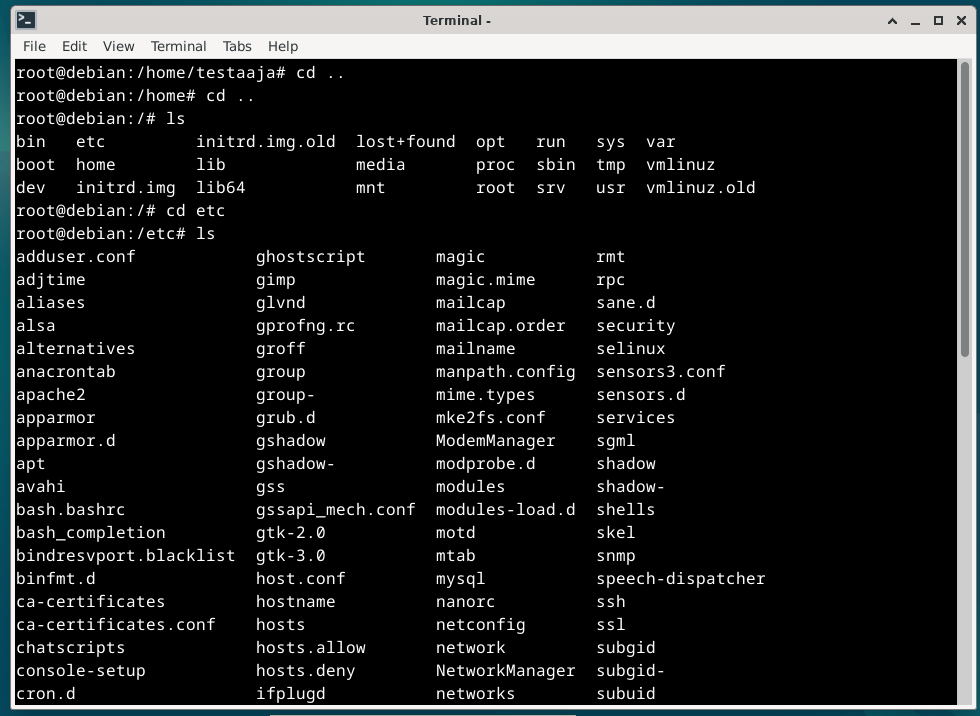 Terminal -
File Edit View Terminal Tabs Help
root@debian:/home/testaaja# cd ..
root@debian:/home# cd ..
root@debian:/# ls
bin etc initrd.img.old lost+found opt run sys var
boot home lib media proc sbin tmp vmlinuz
dev initrd.img lib64 mnt root srv usr vmlinuz.old
root@debian:/# cd etc
root@debian:/etc# ls
adduser.conf ghostscript magic rmt
adjtime gimp magic.mime rpc
aliases glvnd mailcap sane.d
alsa gprofng.rc mailcap.order security
alternatives groff mailname selinux
anacrontab group manpath.config sensors3.conf
apache2 group- mime.types sensors.d
apparmor grub.d mke2fs.conf services
apparmor.d gshadow ModemManager sgml
apt gshadow- modprobe.d shadow
avahi gss modules shadow-
bash.bashrc gssapi_mech.conf modules-load.d shells
bash_completion gtk-2.0 motd skel
bindresvport.blacklist gtk-3.0 mtab snmp
binfmt.d host.conf mysql speech-dispatcher
ca-certificates hostname nanorc ssh
ca-certificates.conf hosts netconfig ssl
chatscripts hosts.allow network subgid
console-setup hosts.deny NetworkManager subgid-
cron.d ifplugd networks subuid